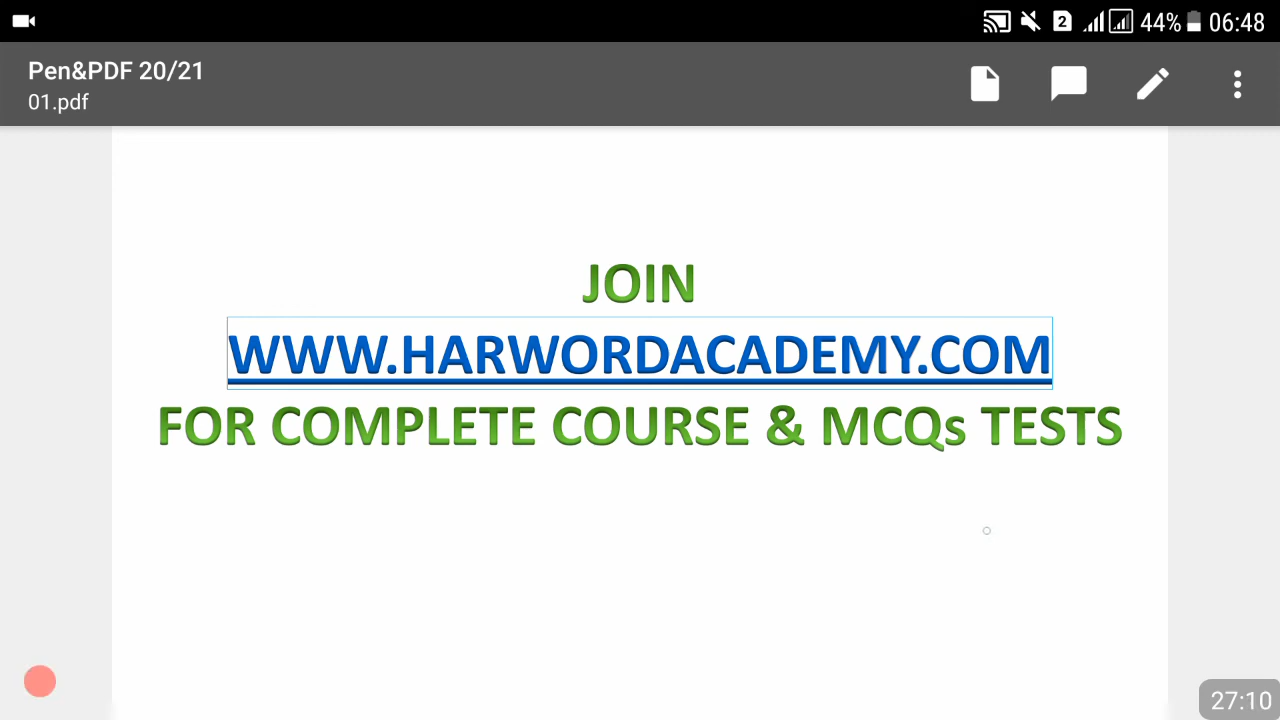 2 44% 06:48
Pen&PDF 20/21
01.pdf
JOIN
WWW.HARWORDACADEMY.COM
FOR COMPLETE COURSE & MCQs TESTS
27:10